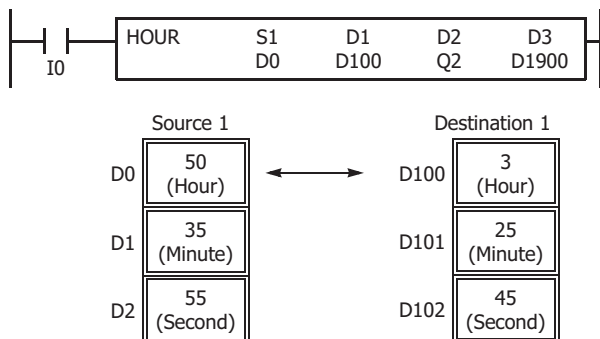 HOUR S1 D1 D2 D3
I0 D0 D100 Q2 D1900
Source 1 Destination 1
D0 50 (Hour) D100 3 (Hour)
D1 35 (Minute) D101 25 (Minute)
D2 55 (Second) D102 45 (Second)